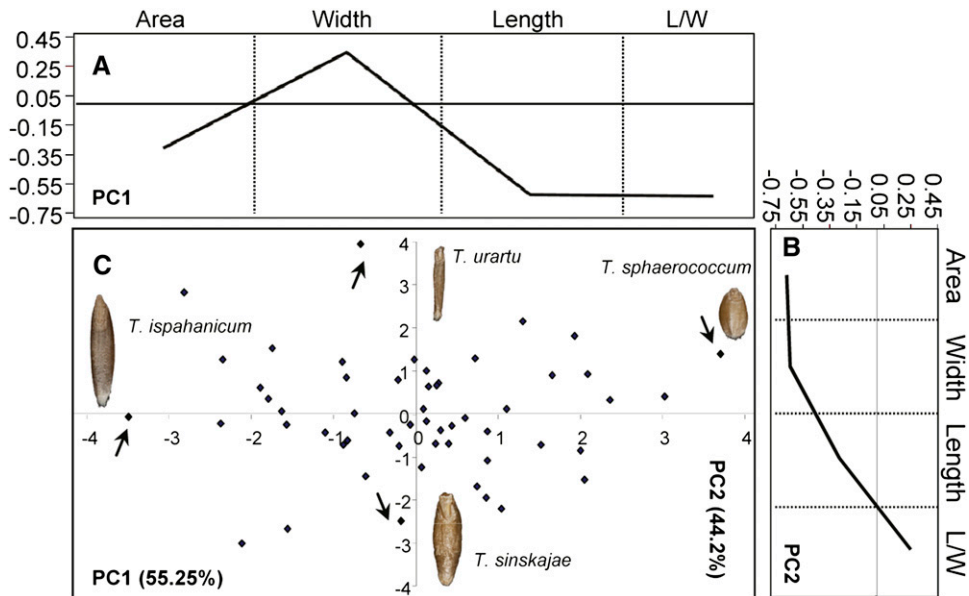 Area Width Length L/W
0.45
0.25
0.05
-0.15
-0.35
-0.55
-0.75
A
PC1
-0.75 -0.55 -0.35 -0.15 0.05 0.25 0.45
B
Area
Width
Length
L/W
PC2
C
T. ispahanicum
T. urartu
T. sphaerococcum
T. sinskajae
4
3
2
1
0
-1
-2
-3
-4
-4 -3 -2 -1 0 1 2 3 4
PC1 (55.25%)
PC2 (44.2%)